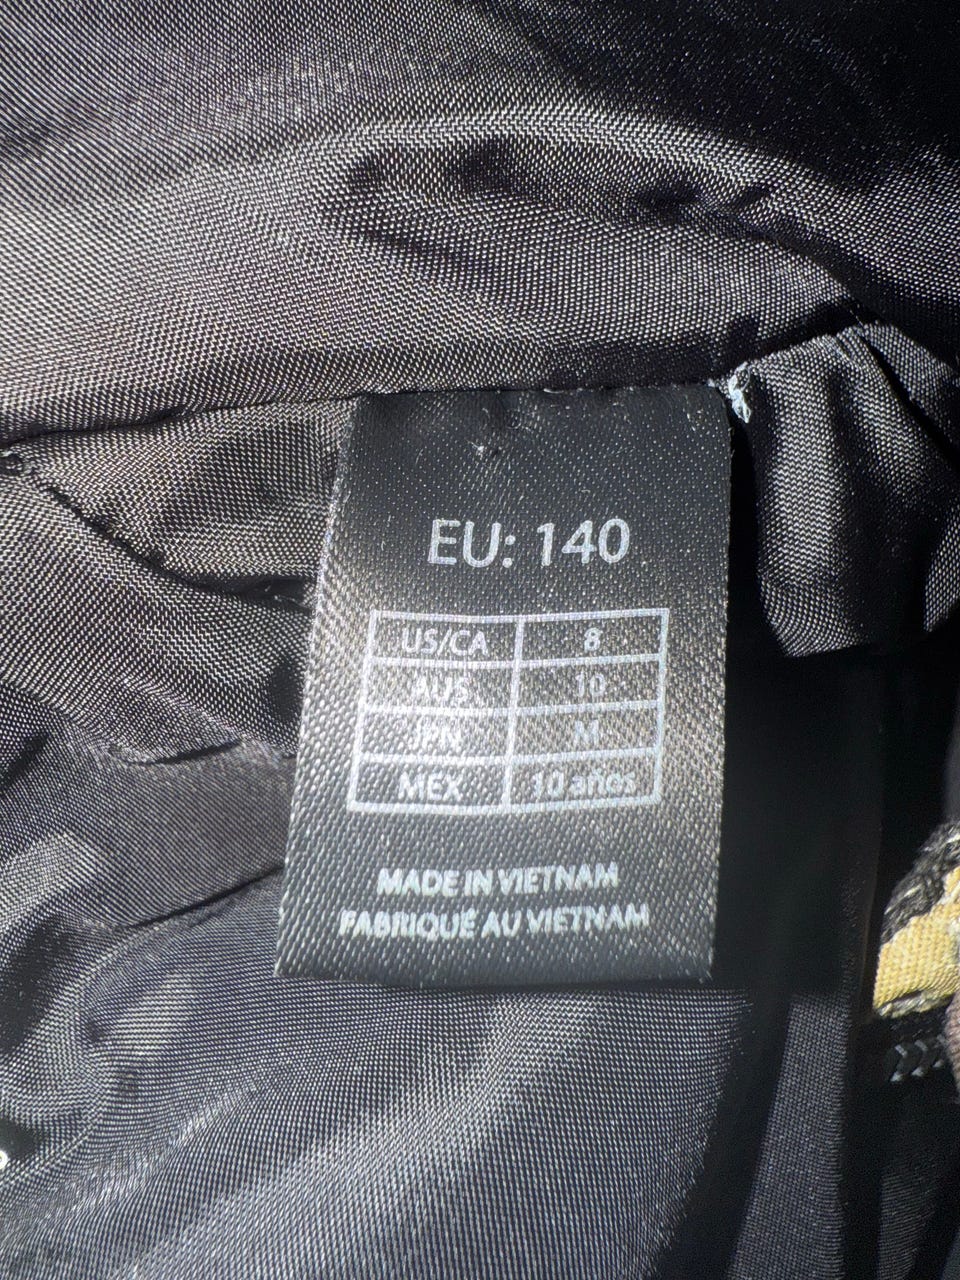 EU: 140
US/CA 8
AUS 10
JPN M
MEX 10 años
MADE IN VIETNAM
FABRIQUÉ AU VIETNAM